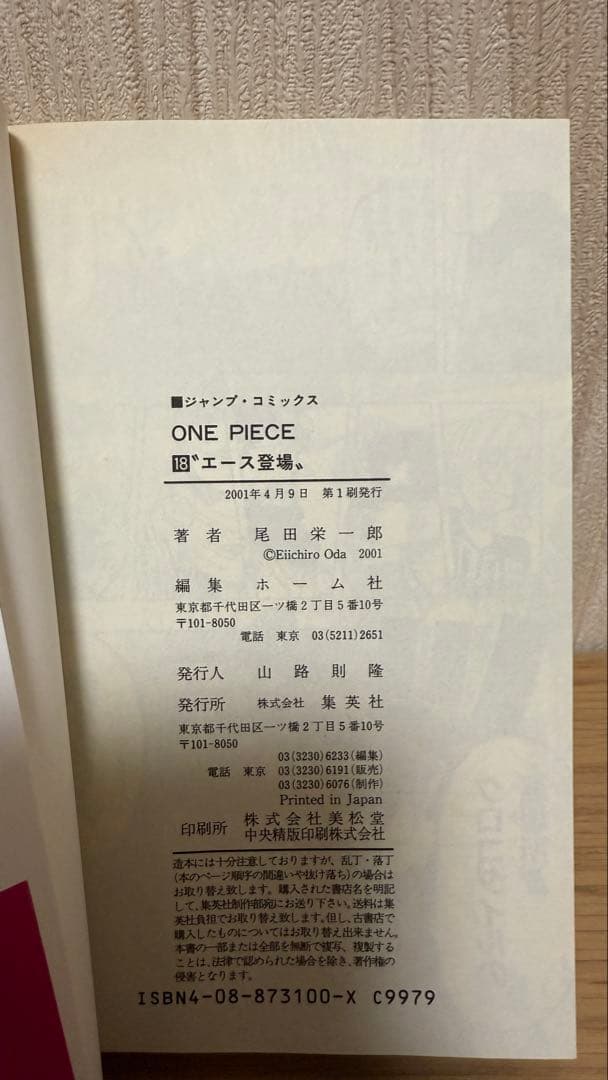 ■ジャンプ・コミックス
ONE PIECE
18〝エース登場〟
2001年4月9日 第1刷発行
著者 尾田栄一郎
©Eiichiro Oda 2001
編集 ホーム社
東京都千代田区一ツ橋2丁目5番10号
〒101-8050
電話 東京 03(5211)2651
発行人 山路則隆
発行所 株式会社 集英社
東京都千代田区一ツ橋2丁目5番10号
〒101-8050
03(3230)6233(編集)
電話 東京 03(3230)6191(販売)
03(3230)6076(制作)
Printed in Japan
印刷所 株式会社美松堂
中央精版印刷株式会社
造本には十分注意しておりますが、乱丁・落丁
(本のページ順序の間違いや抜け落ち)の場合は
お取り替え致します。購入された書店名を明記
して、集英社制作部宛にお送り下さい。送料は集
英社負担でお取り替え致します。但し、古書店で
購入したものについてはお取り替え出来ません。
本書の一部または全部を無断で複写、複製する
ことは、法律で認められた場合を除き、著作権の
侵害となります。
ISBN4-08-873100-X C9979